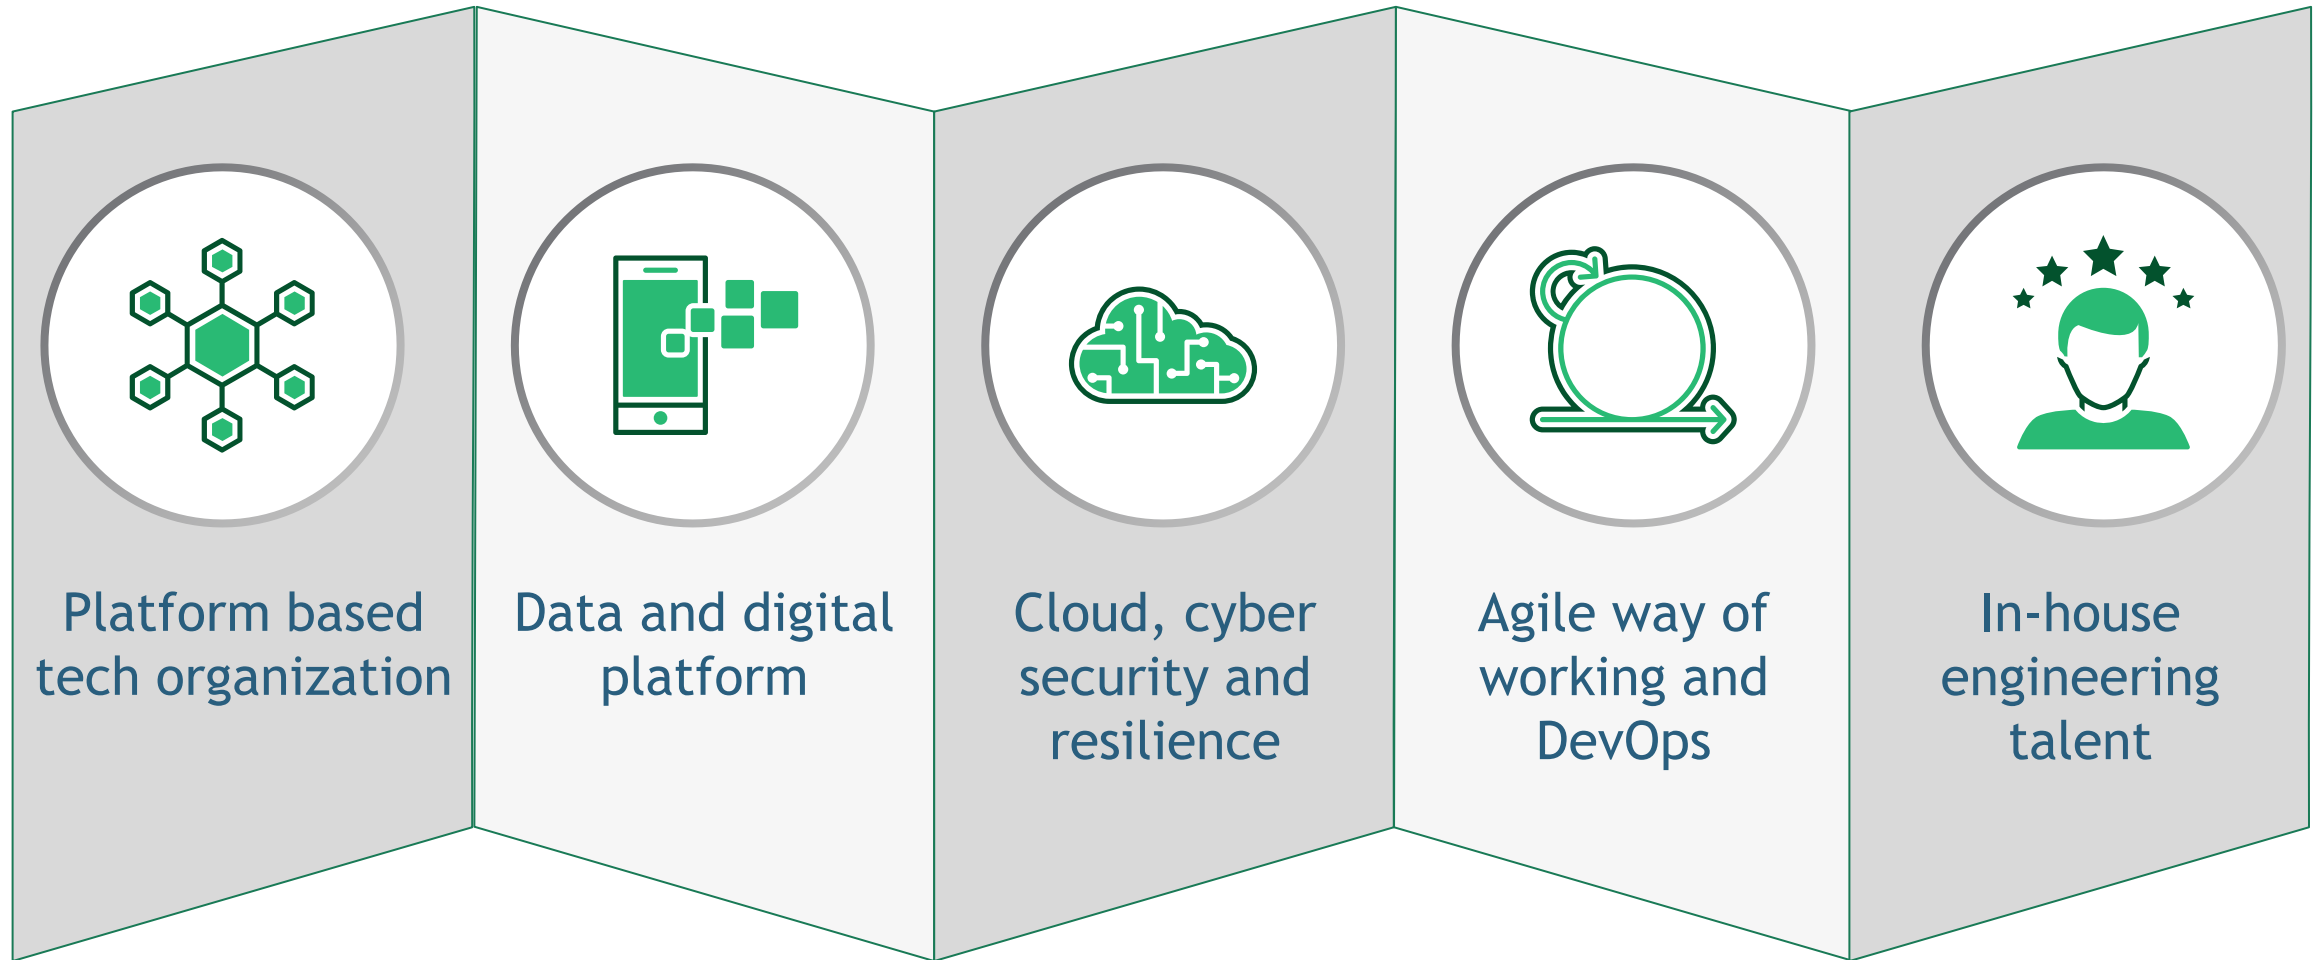 Platform based
tech organization
Data and digital
platform
Cloud, cyber
security and
resilience
Agile way of
working and
DevOps
In-house
engineering
talent